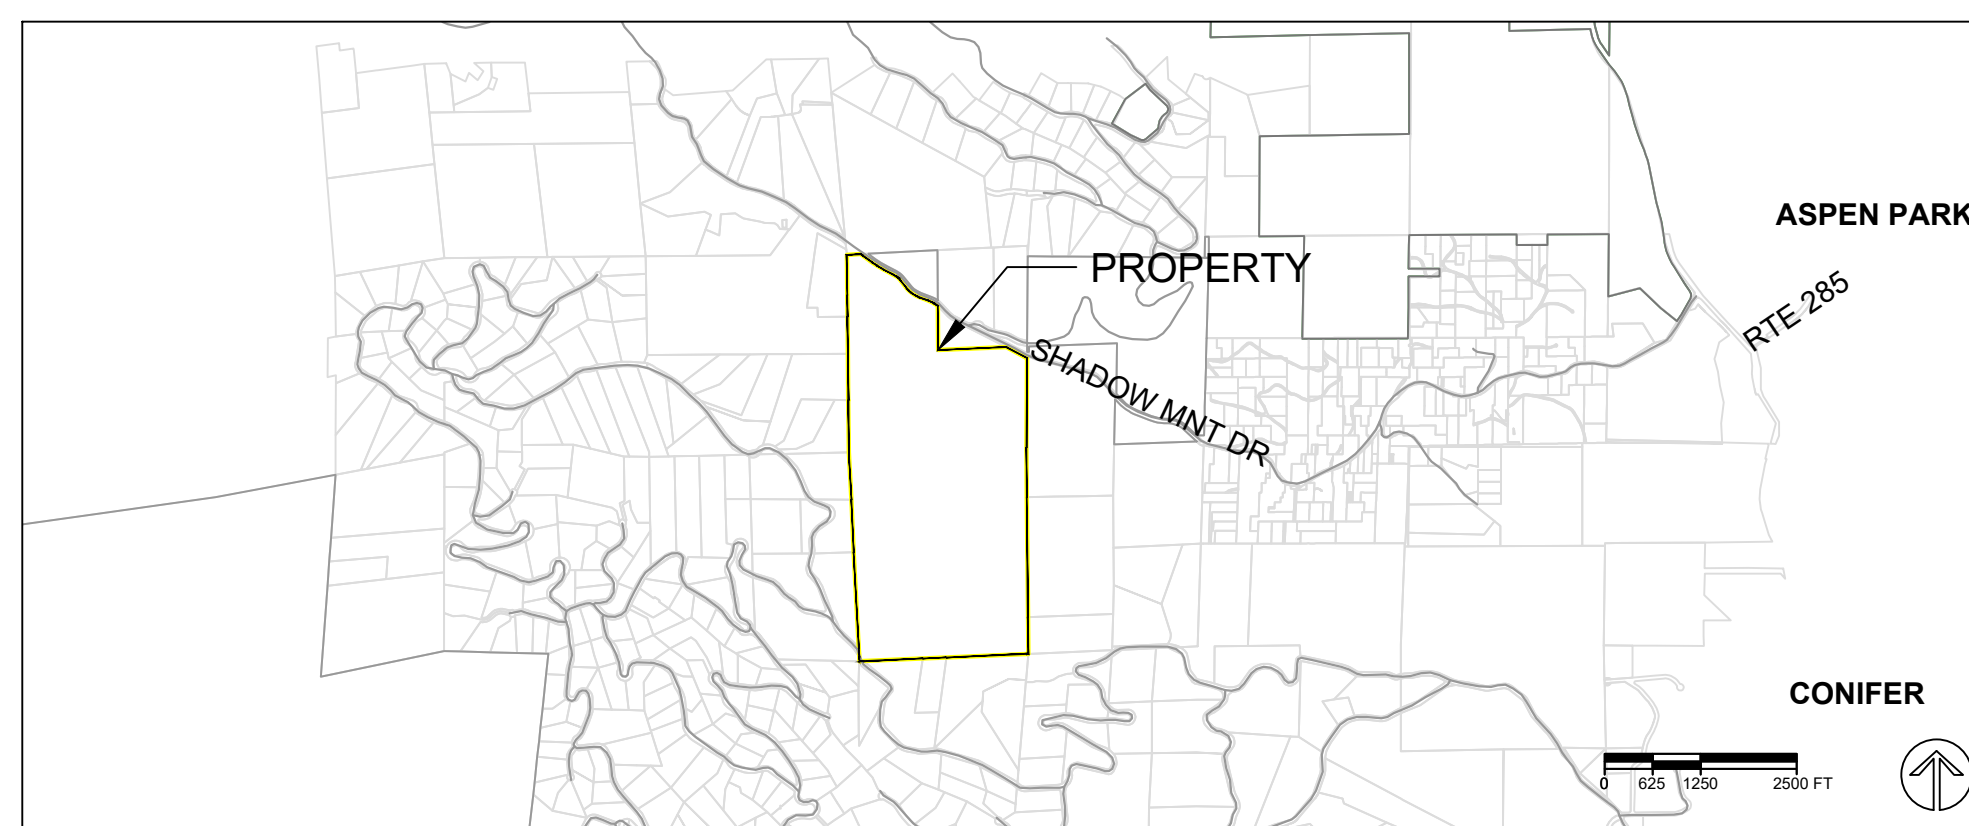 ASPEN PARK
PROPERTY
RTE 285
SHADOW MNT DR
CONIFER
0 625 1250 2500 FT